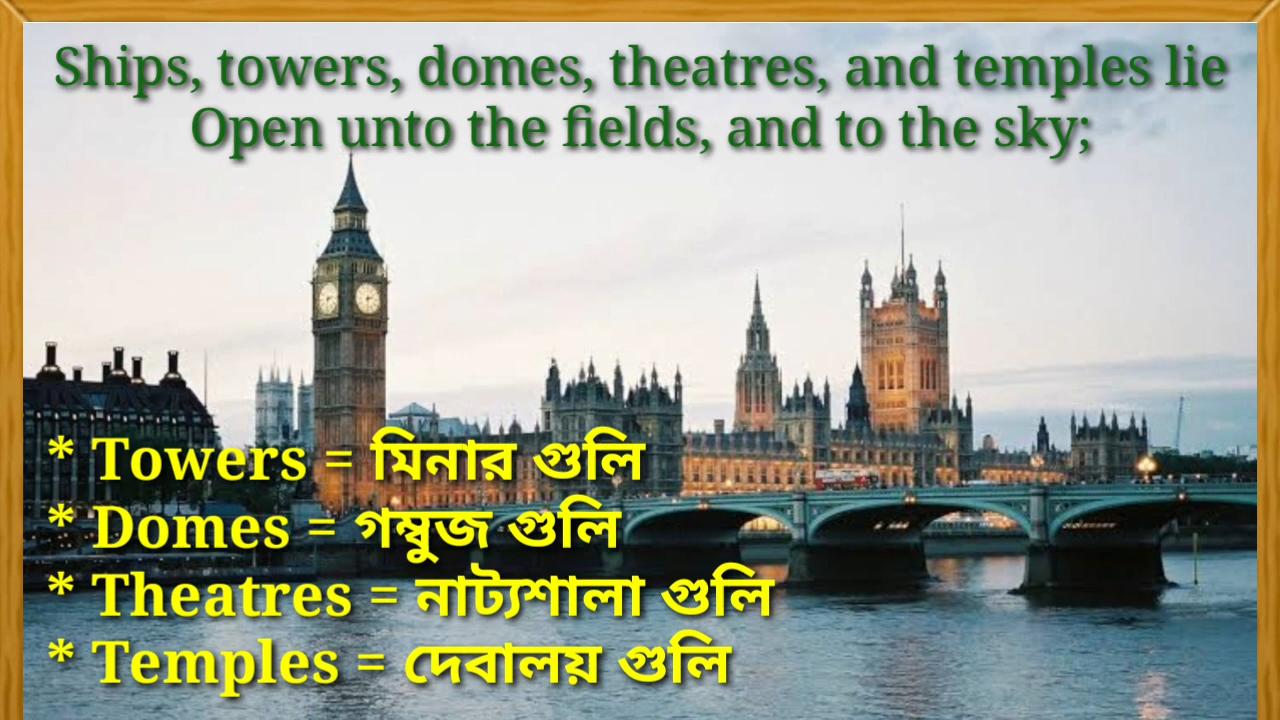 Ships, towers, domes, theatres, and temples lie
Open unto the fields, and to the sky;
* Towers = মিনার গুলি
* Domes = গম্বুজ গুলি
* Theatres = নাট্যশালা গুলি
* Temples = দেবালয় গুলি